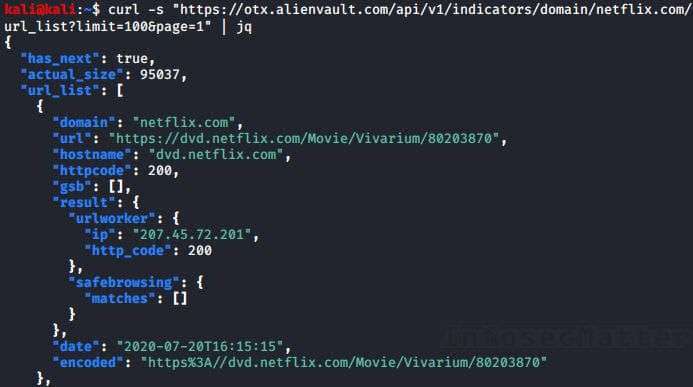 kali@kali:~$ curl -s "https://otx.alienvault.com/api/v1/indicators/domain/netflix.com/
url_list?limit=100&page=1" | jq
{
  "has_next": true,
  "actual_size": 95037,
  "url_list": [
    {
      "domain": "netflix.com",
      "url": "https://dvd.netflix.com/Movie/Vivarium/80203870",
      "hostname": "dvd.netflix.com",
      "httpcode": 200,
      "gsb": [],
      "result": {
        "urlworker": {
          "ip": "207.45.72.201",
          "http_code": 200
        },
        "safebrowsing": {
          "matches": []
        }
      },
      "date": "2020-07-20T16:15:15",
      "encoded": "https%3A//dvd.netflix.com/Movie/Vivarium/80203870"
    },